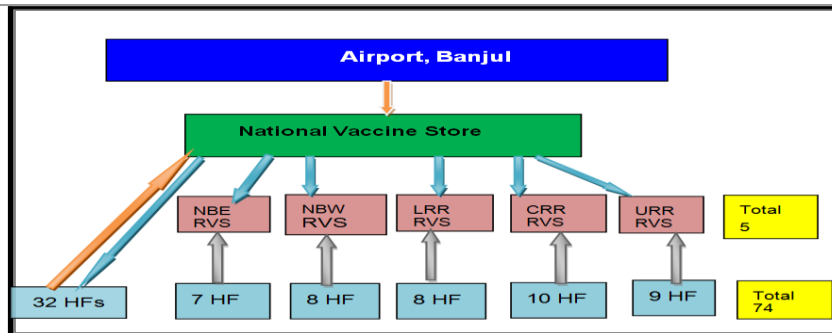 Airport, Banjul
National Vaccine Store
NBE
RVS
NBW
RVS
LRR
RVS
CRR
RVS
URR
RVS
Total
5
32 HFs
7 HF
8 HF
8 HF
10 HF
9 HF
Total
74